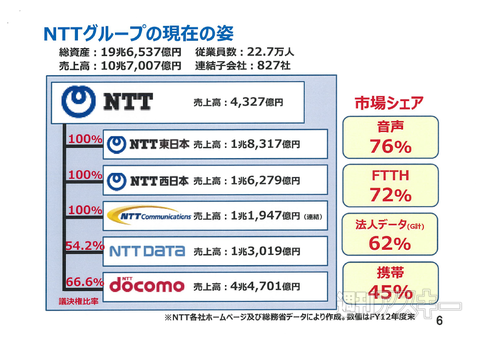 NTTグループの現在の姿
総資産：19兆6,537億円 従業員数：22.7万人
売上高：10兆7,007億円 連結子会社：827社
NTT 売上高：4,327億円
100% NTT東日本 売上高：1兆8,317億円
100% NTT西日本 売上高：1兆6,279億円
100% NTT Communications 売上高：1兆1,947億円（連結）
54.2% NTT DATA 売上高：1兆3,019億円
66.6% NTT docomo 売上高：4兆4,701億円
議決権比率
市場シェア
音声
76%
FTTH
72%
法人データ(G計)
62%
携帯
45%
週刊アスキー
※NTT各社ホームページ及び総務省データにより作成。数値はFY12年度末
6